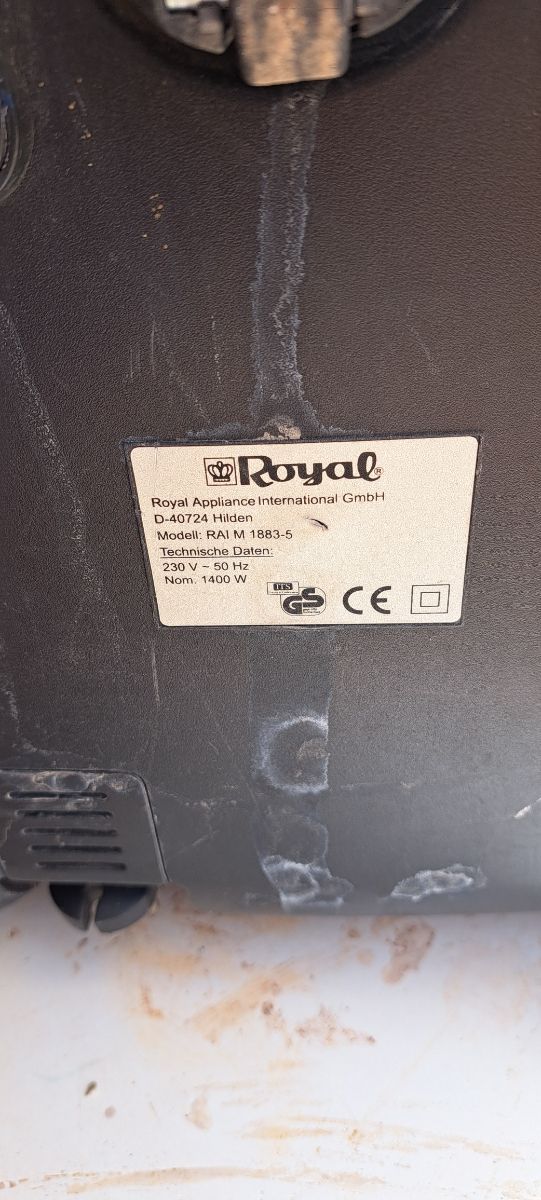 Royal®
Royal Appliance International GmbH
D-40724 Hilden
Modell: RAI M 1883-5
Technische Daten:
230 V ~ 50 Hz
Nom. 1400 W
ITS
GS
CE